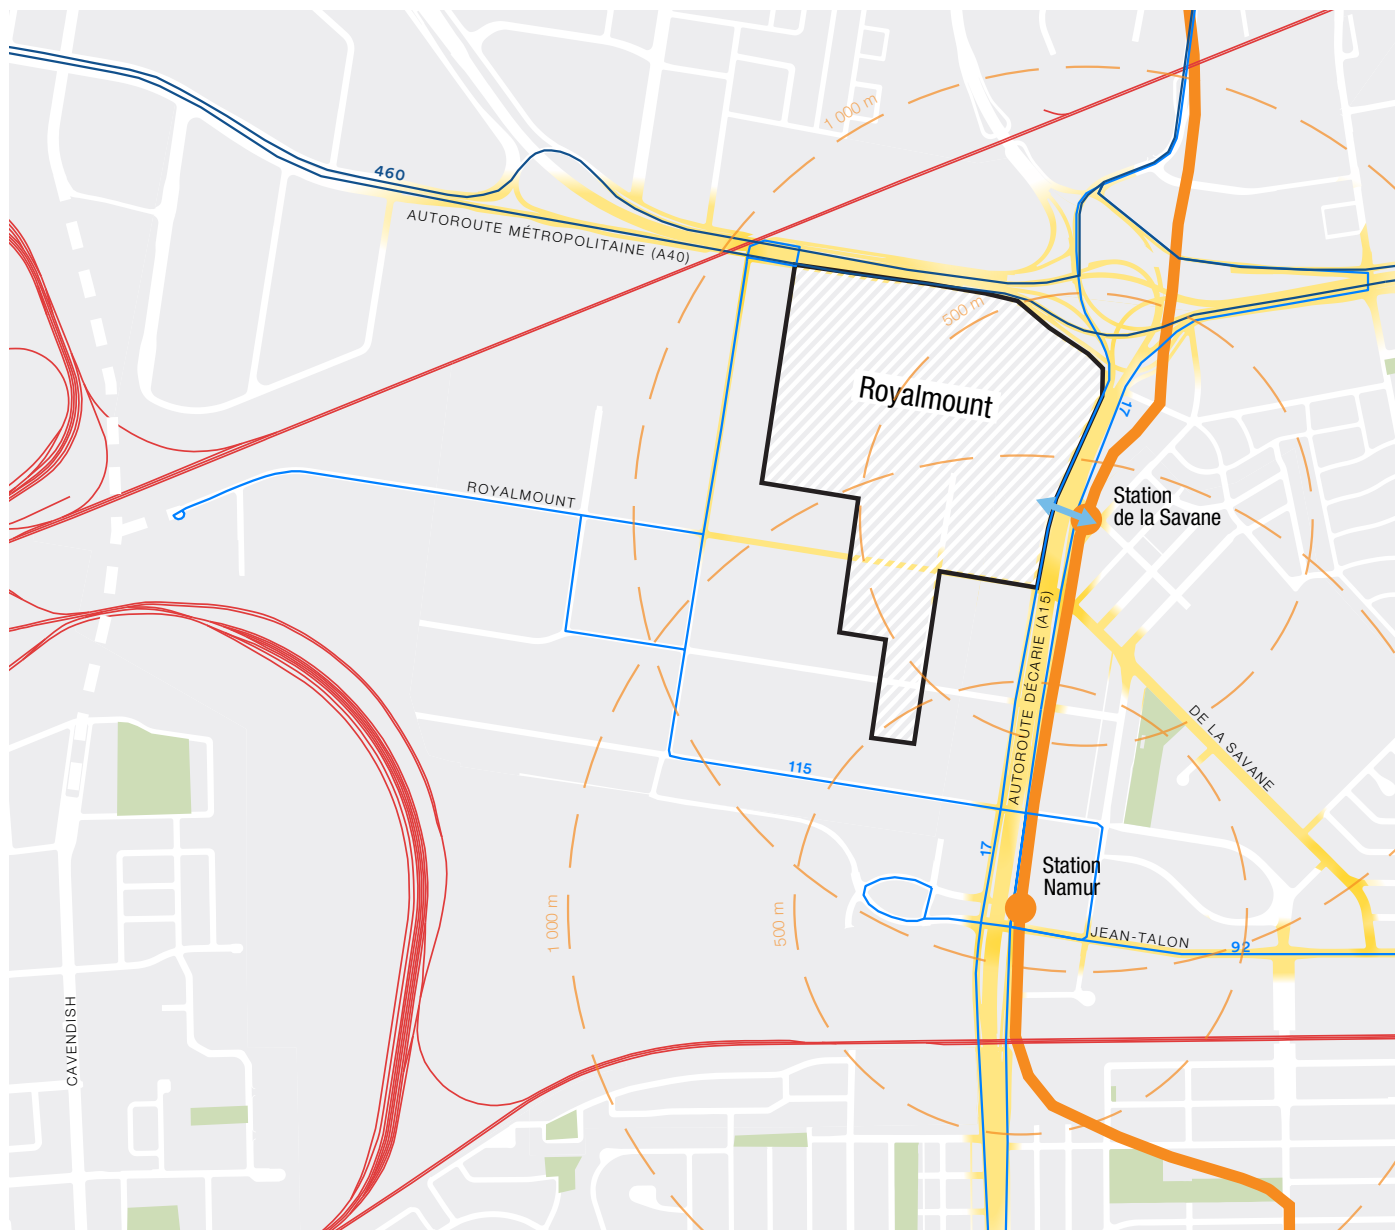 1 000 m
460
AUTOROUTE MÉTROPOLITAINE (A40)
500 m
Royalmount
17
ROYALMOUNT
Station
de la Savane
AUTOROUTE DÉCARIE (A15)
DE LA SAVANE
115
17
Station
Namur
1 000 m
500 m
JEAN-TALON
92
CAVENDISH